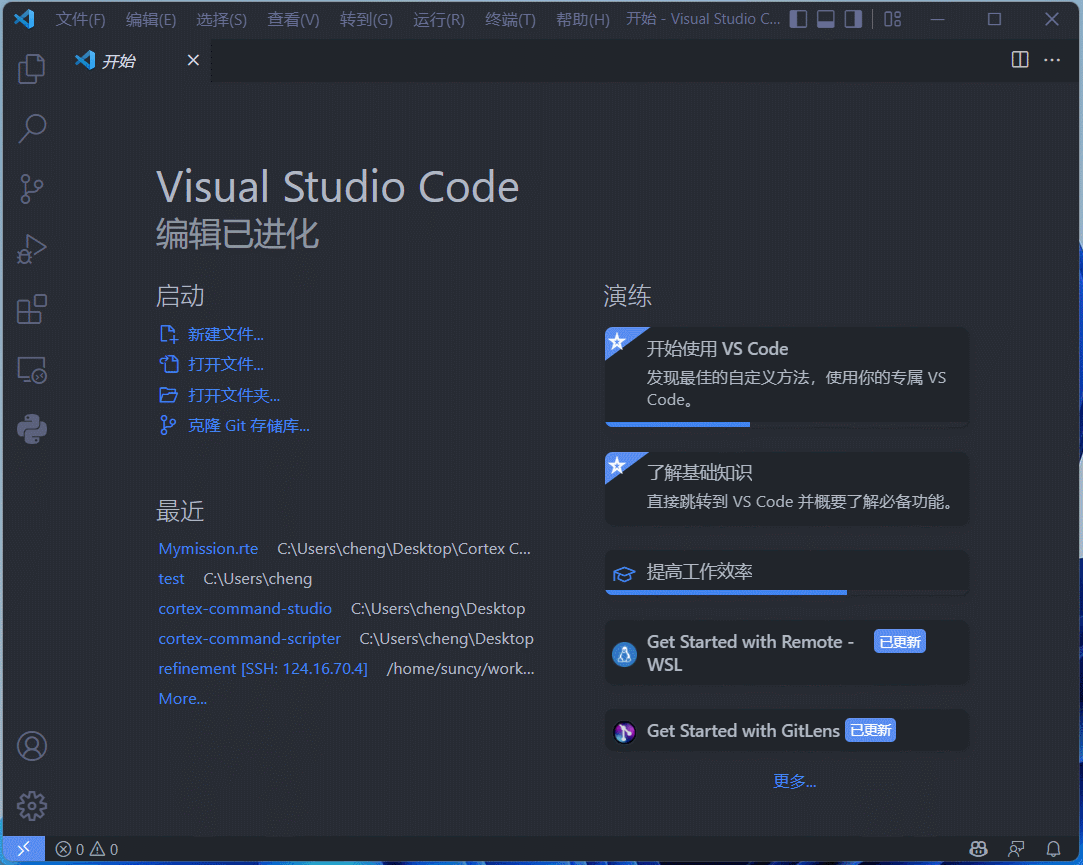 文件(F) 编辑(E) 选择(S) 查看(V) 转到(G) 运行(R) 终端(T) 帮助(H) 开始 - Visual Studio C...
开始
Visual Studio Code
编辑已进化
启动
新建文件...
打开文件...
打开文件夹...
克隆 Git 存储库...
最近
Mymission.rte C:\Users\cheng\Desktop\Cortex C...
test C:\Users\cheng
cortex-command-studio C:\Users\cheng\Desktop
cortex-command-scripter C:\Users\cheng\Desktop
refinement [SSH: 124.16.70.4] /home/suncy/work...
More...
演练
开始使用 VS Code
发现最佳的自定义方法，使用你的专属 VS
Code。
了解基础知识
直接跳转到 VS Code 并概要了解必备功能。
提高工作效率
Get Started with Remote - 已更新
WSL
Get Started with GitLens 已更新
更多...
0 0